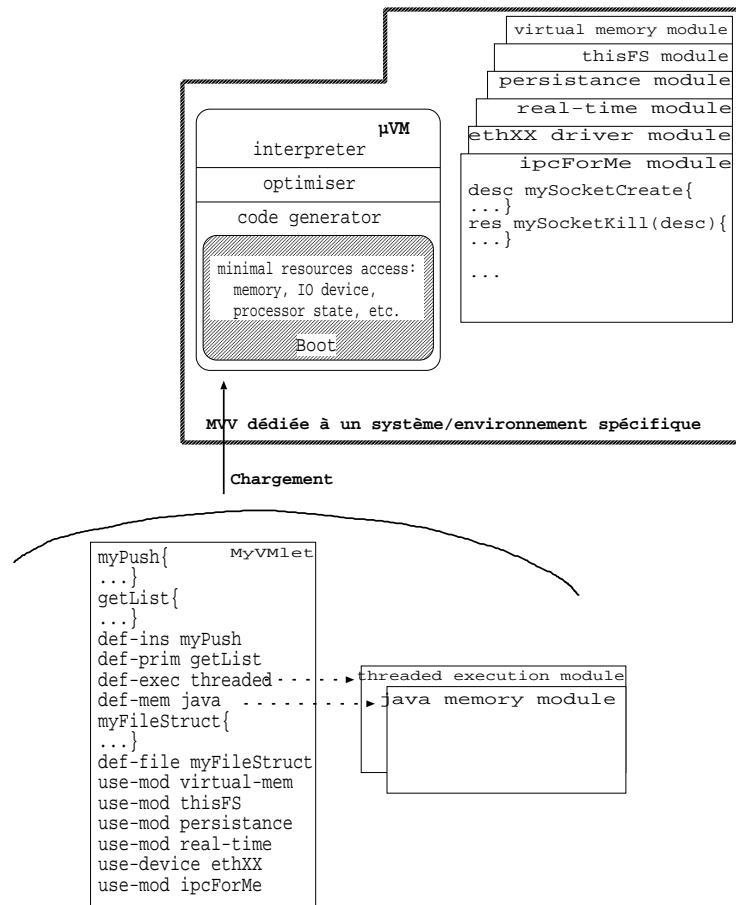 virtual memory module
thisFS module
persistance module
real-time module
ethXX driver module
ipcForMe module
desc mySocketCreate{
...}
res mySocketKill(desc){
...}
...
µVM
interpreter
optimiser
code generator
minimal resources access:
memory, IO device,
processor state, etc.
Boot
MVV dédiée à un système/environnement spécifique
Chargement
MyVMlet
myPush{
...}
getList{
...}
def-ins myPush
def-prim getList
def-exec threaded
def-mem java
myFileStruct{
...}
def-file myFileStruct
use-mod virtual-mem
use-mod thisFS
use-mod persistance
use-mod real-time
use-device ethXX
use-mod ipcForMe
threaded execution module
java memory module